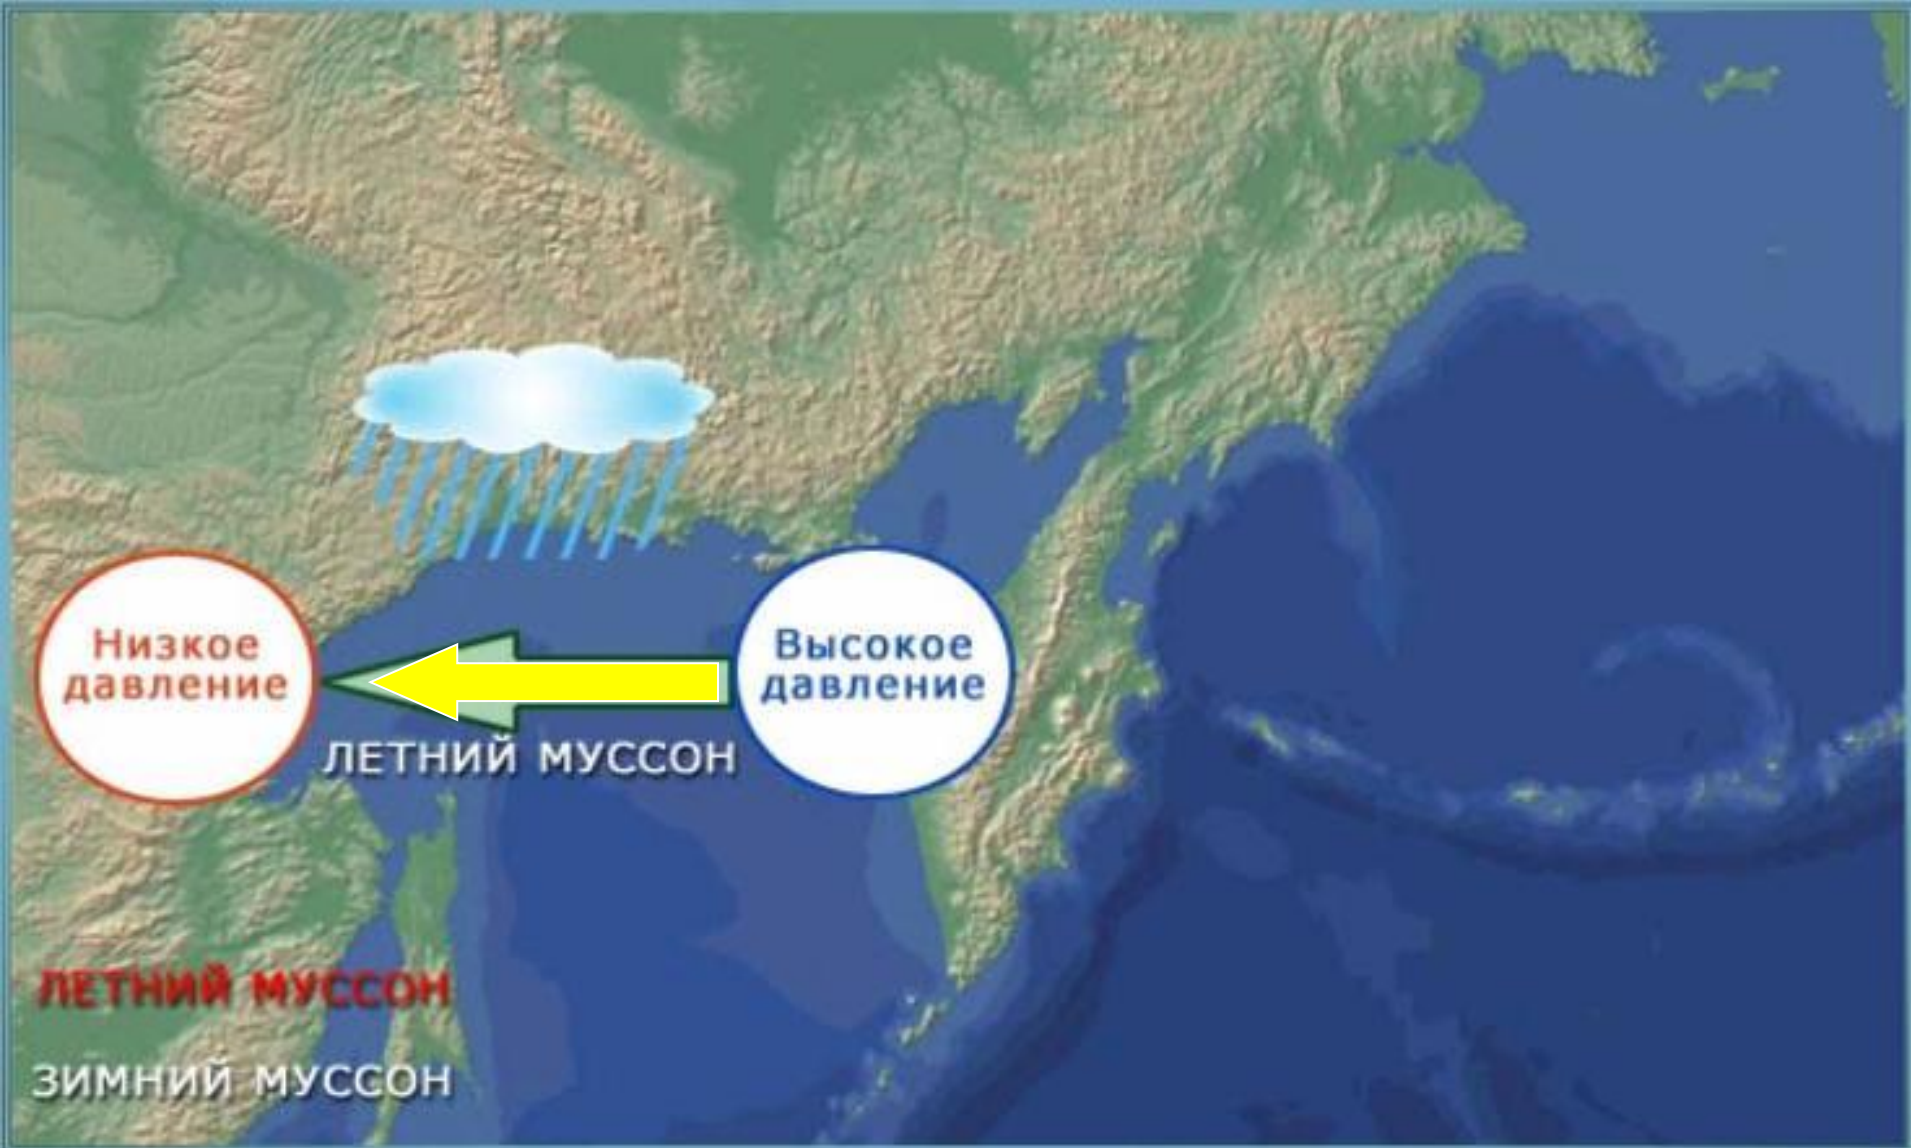 Низкое
давление
Высокое
давление
ЛЕТНИЙ МУССОН
ЛЕТНИЙ МУССОН
ЗИМНИЙ МУССОН